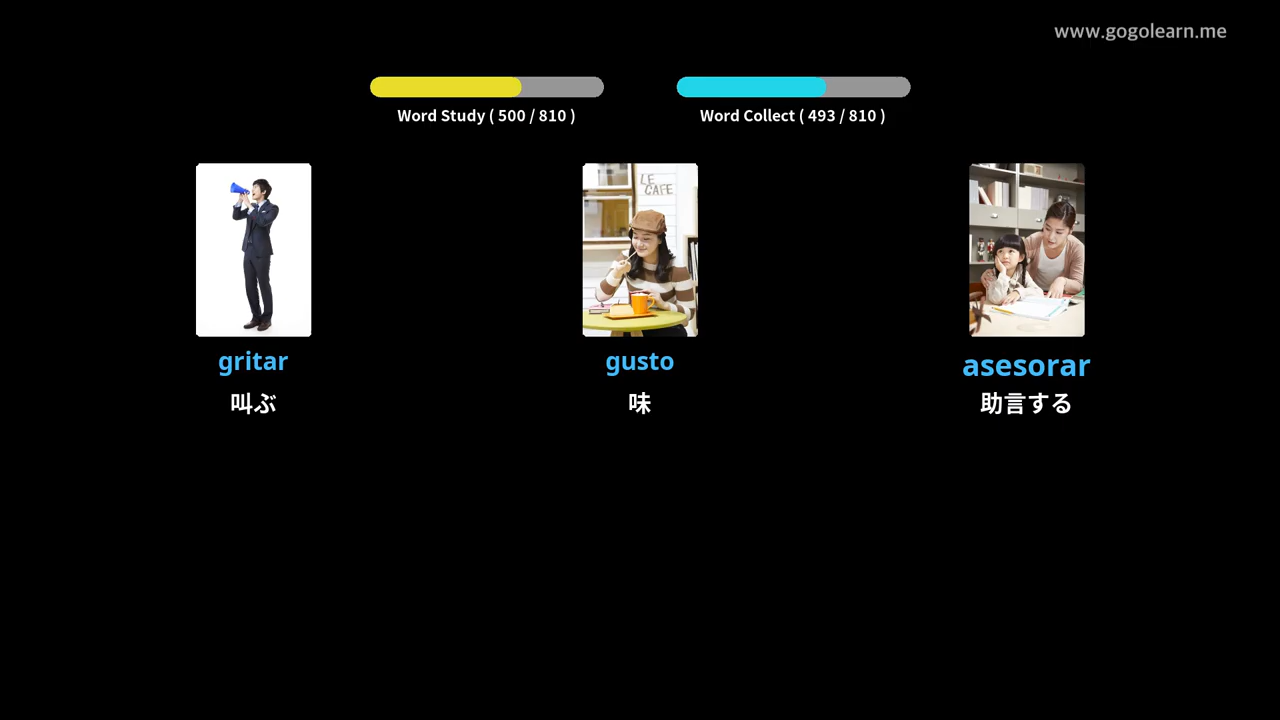 www.gogolearn.me
Word Study ( 500 / 810 )
Word Collect ( 493 / 810 )
LE
CAFE
gritar
gusto
asesorar
叫ぶ
味
助言する